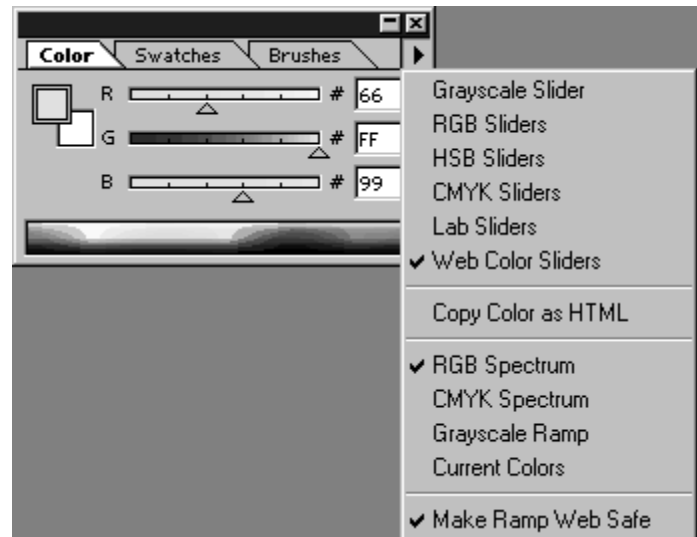 Color Swatches Brushes
R # 66
G # FF
B # 99
Grayscale Slider
RGB Sliders
HSB Sliders
CMYK Sliders
Lab Sliders
✔ Web Color Sliders
Copy Color as HTML
✔ RGB Spectrum
CMYK Spectrum
Grayscale Ramp
Current Colors
✔ Make Ramp Web Safe